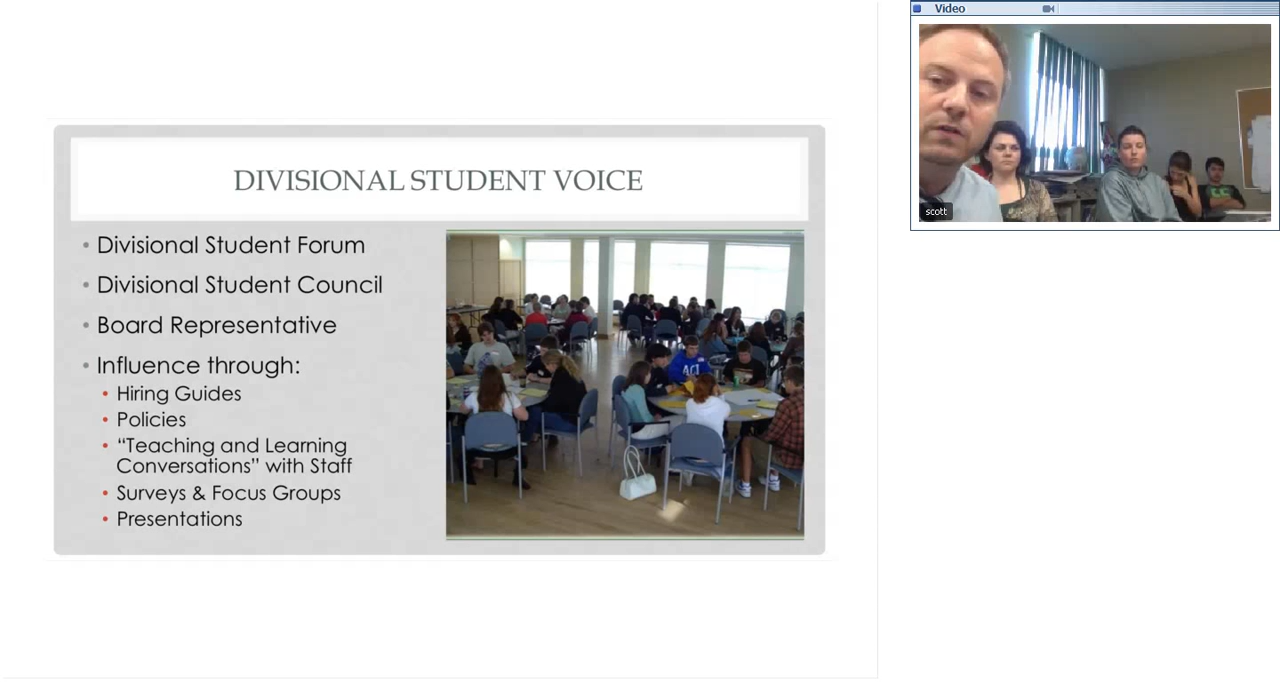 Video
scott
DIVISIONAL STUDENT VOICE
• Divisional Student Forum
• Divisional Student Council
• Board Representative
• Influence through:
• Hiring Guides
• Policies
• “Teaching and Learning
Conversations” with Staff
• Surveys & Focus Groups
• Presentations